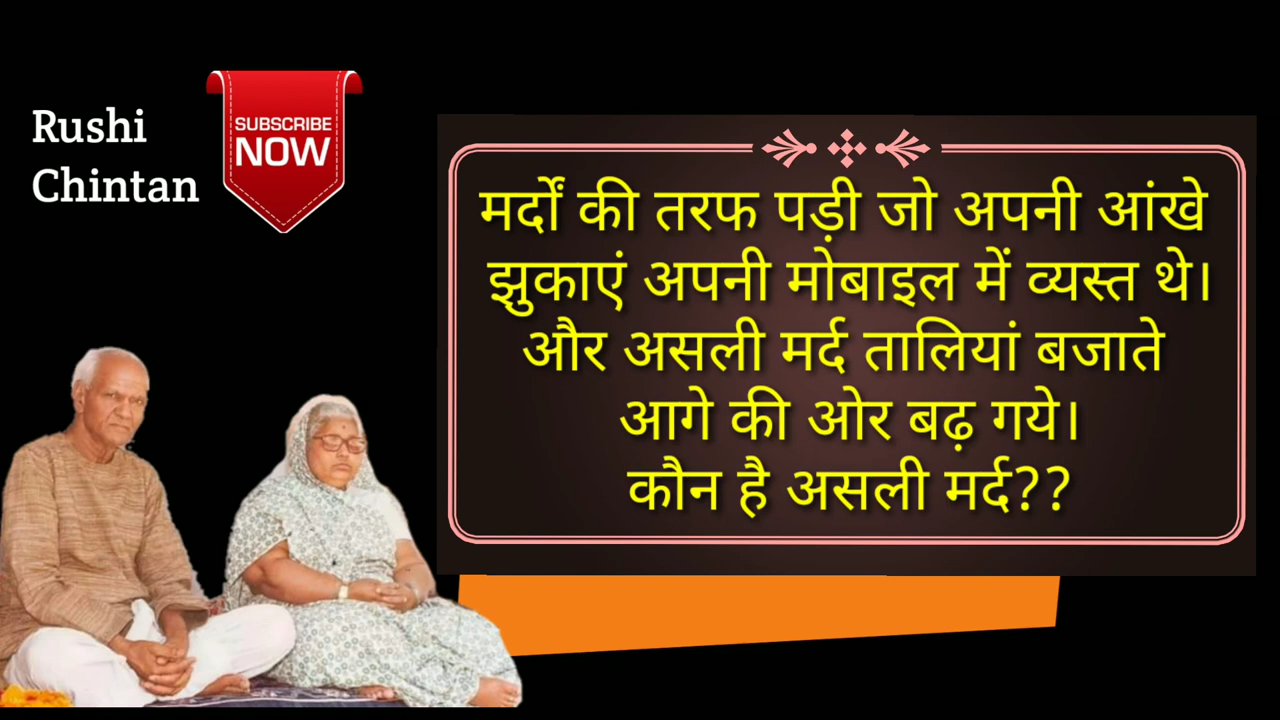 Rushi
Chintan
SUBSCRIBE
NOW
मर्दों की तरफ पड़ी जो अपनी आंखे
झुकाएं अपनी मोबाइल में व्यस्त थे।
और असली मर्द तालियां बजाते
आगे की ओर बढ़ गये।
कौन है असली मर्द??